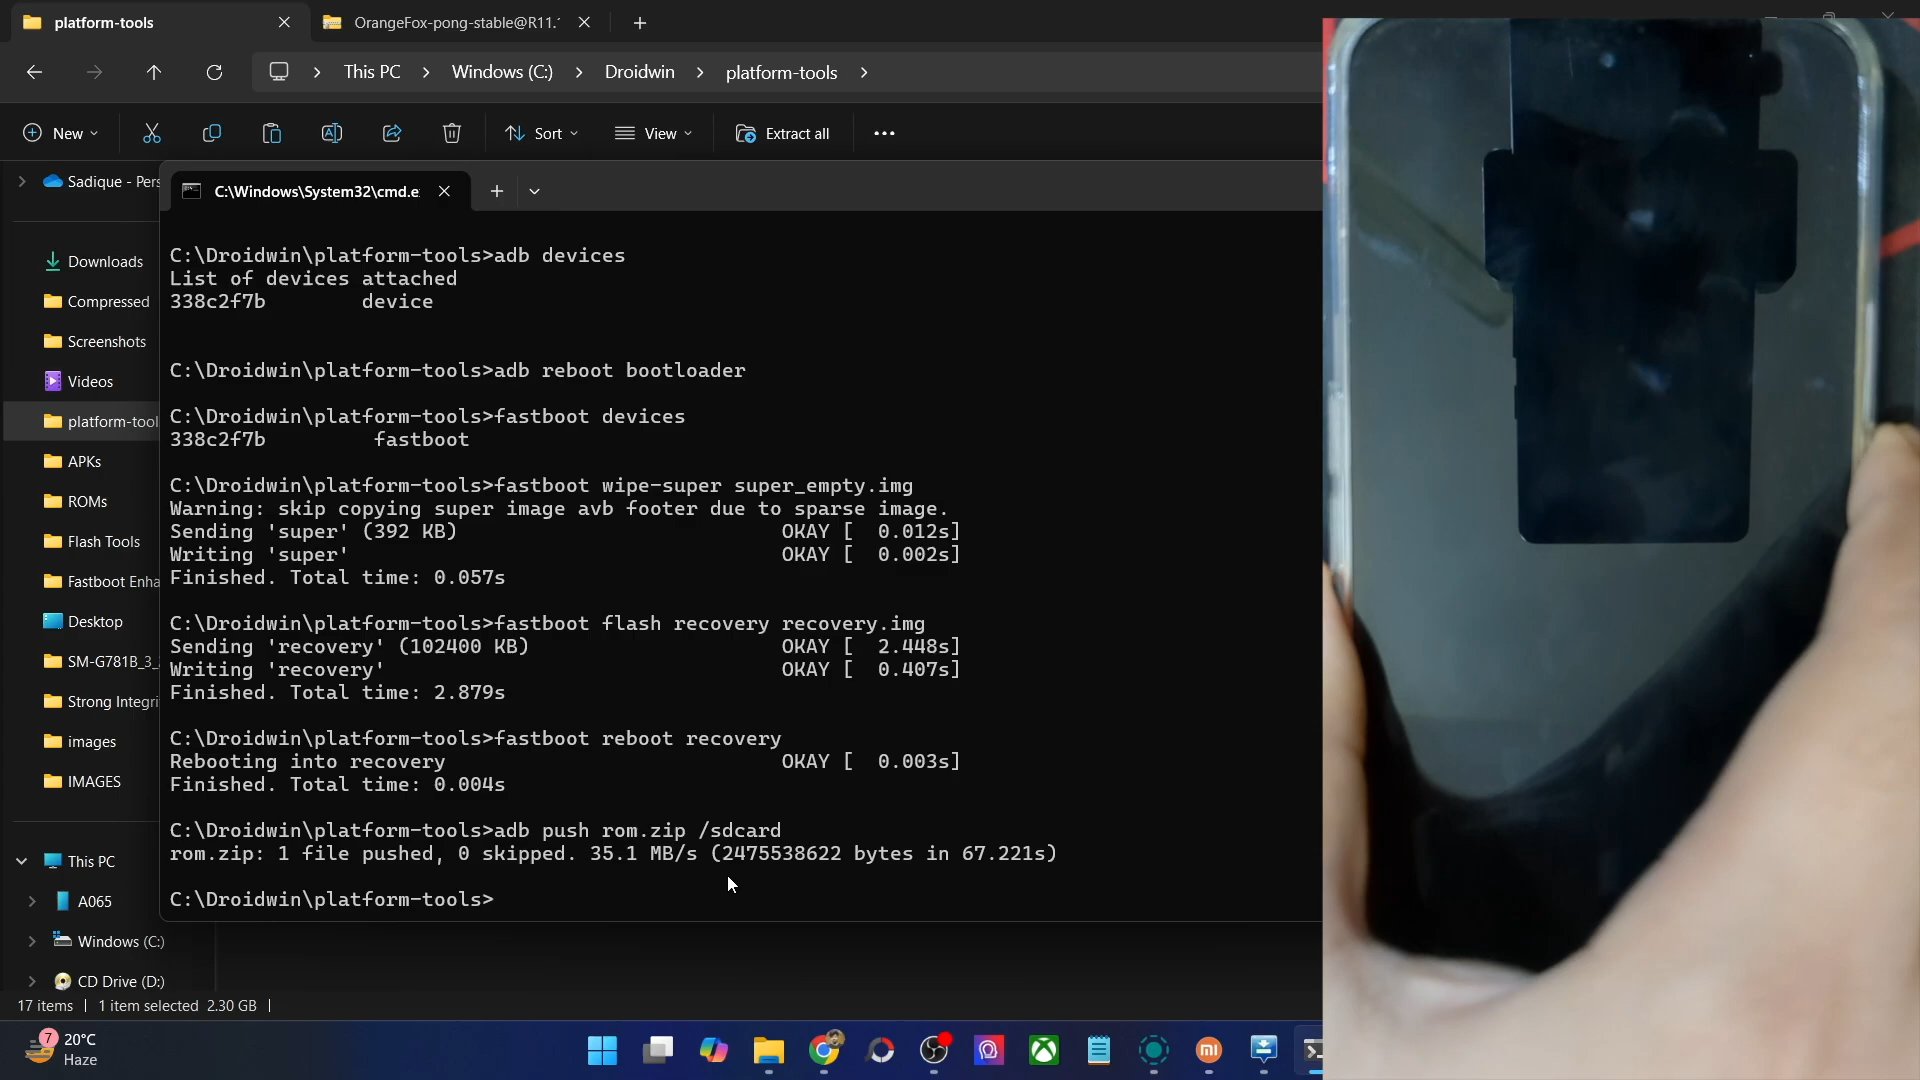 platform-tools
OrangeFox-pong-stable@R11.
This PC
Windows (C:)
Droidwin
platform-tools
New
Sort
View
Extract all
Sadique - Pers
C:\Windows\System32\cmd.e
Downloads
Compressed
Screenshots
Videos
platform-tool
APKs
ROMs
Flash Tools
Fastboot Enha
Desktop
SM-G781B_3_
Strong Integri
images
IMAGES
This PC
A065
Windows (C:)
CD Drive (D:)
C:\Droidwin\platform-tools>adb devices
List of devices attached
338c2f7b device
C:\Droidwin\platform-tools>adb reboot bootloader
C:\Droidwin\platform-tools>fastboot devices
338c2f7b fastboot
C:\Droidwin\platform-tools>fastboot wipe-super super_empty.img
Warning: skip copying super image avb footer due to sparse image.
Sending 'super' (392 KB) OKAY [ 0.012s]
Writing 'super' OKAY [ 0.002s]
Finished. Total time: 0.057s
C:\Droidwin\platform-tools>fastboot flash recovery recovery.img
Sending 'recovery' (102400 KB) OKAY [ 2.448s]
Writing 'recovery' OKAY [ 0.407s]
Finished. Total time: 2.879s
C:\Droidwin\platform-tools>fastboot reboot recovery
Rebooting into recovery OKAY [ 0.003s]
Finished. Total time: 0.004s
C:\Droidwin\platform-tools>adb push rom.zip /sdcard
rom.zip: 1 file pushed, 0 skipped. 35.1 MB/s (2475538622 bytes in 67.221s)
C:\Droidwin\platform-tools>
17 items
1 item selected 2.30 GB
7
20°C
Haze